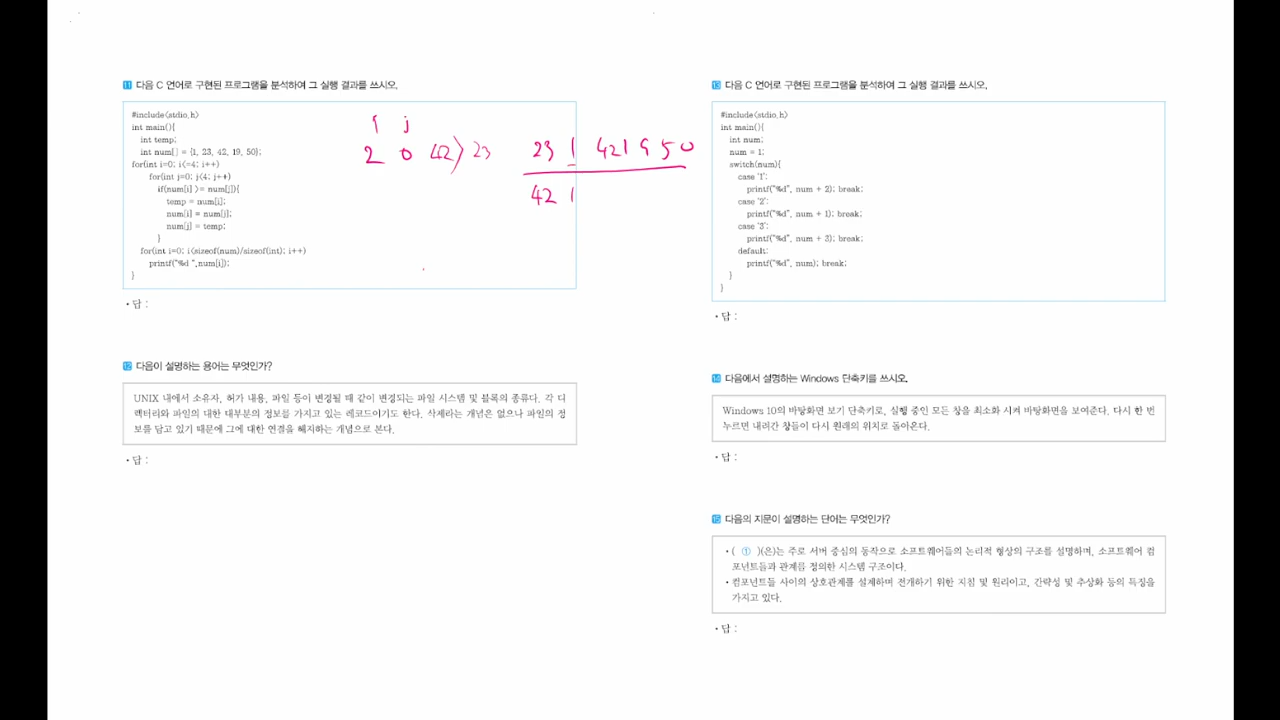 11 다음 C 언어로 구현된 프로그램을 분석하여 그 실행 결과를 쓰시오.
#include<stdio.h>
int main(){
int temp;
int num[ ] = {1, 23, 42, 19, 50};
for(int i=0; i<=4; i++)
for(int j=0; j<4; j++)
if(num[i] >= num[j]){
temp = num[i];
num[i] = num[j];
num[j] = temp;
}
for(int i=0; i<sizeof(num)/sizeof(int); i++)
printf("%d ",num[i]);
}
i j
2 0 42 > 23
23 1 42 19 50
42 1
• 답 :
12 다음이 설명하는 용어는 무엇인가?
UNIX 내에서 소유자, 허가 내용, 파일 등이 변경될 때 같이 변경되는 파일 시스템 및 블록의 종류다. 각 디
렉터리와 파일의 대한 대부분의 정보를 가지고 있는 레코드이기도 한다. 삭제라는 개념은 없으나 파일의 정
보를 담고 있기 때문에 그에 대한 연결을 해지하는 개념으로 본다.
• 답 :
13 다음 C 언어로 구현된 프로그램을 분석하여 그 실행 결과를 쓰시오.
#include<stdio.h>
int main(){
int num;
num = 1;
switch(num){
case '1':
printf("%d", num + 2); break;
case '2':
printf("%d", num + 1); break;
case '3':
printf("%d", num + 3); break;
default:
printf("%d", num); break;
}
}
• 답 :
14 다음에서 설명하는 Windows 단축키를 쓰시오.
Windows 10의 바탕화면 보기 단축키로, 실행 중인 모든 창을 최소화 시켜 바탕화면을 보여준다. 다시 한 번
누르면 내려간 창들이 다시 원래의 위치로 돌아온다.
• 답 :
15 다음의 지문이 설명하는 단어는 무엇인가?
• ( ① )(은)는 주로 서버 중심의 동작으로 소프트웨어들의 논리적 형상의 구조를 설명하며, 소프트웨어 컴
포넌트들과 관계를 정의한 시스템 구조이다.
• 컴포넌트들 사이의 상호관계를 설계하며 전개하기 위한 지침 및 원리이고, 간략성 및 추상화 등의 특징을
가지고 있다.
• 답 :